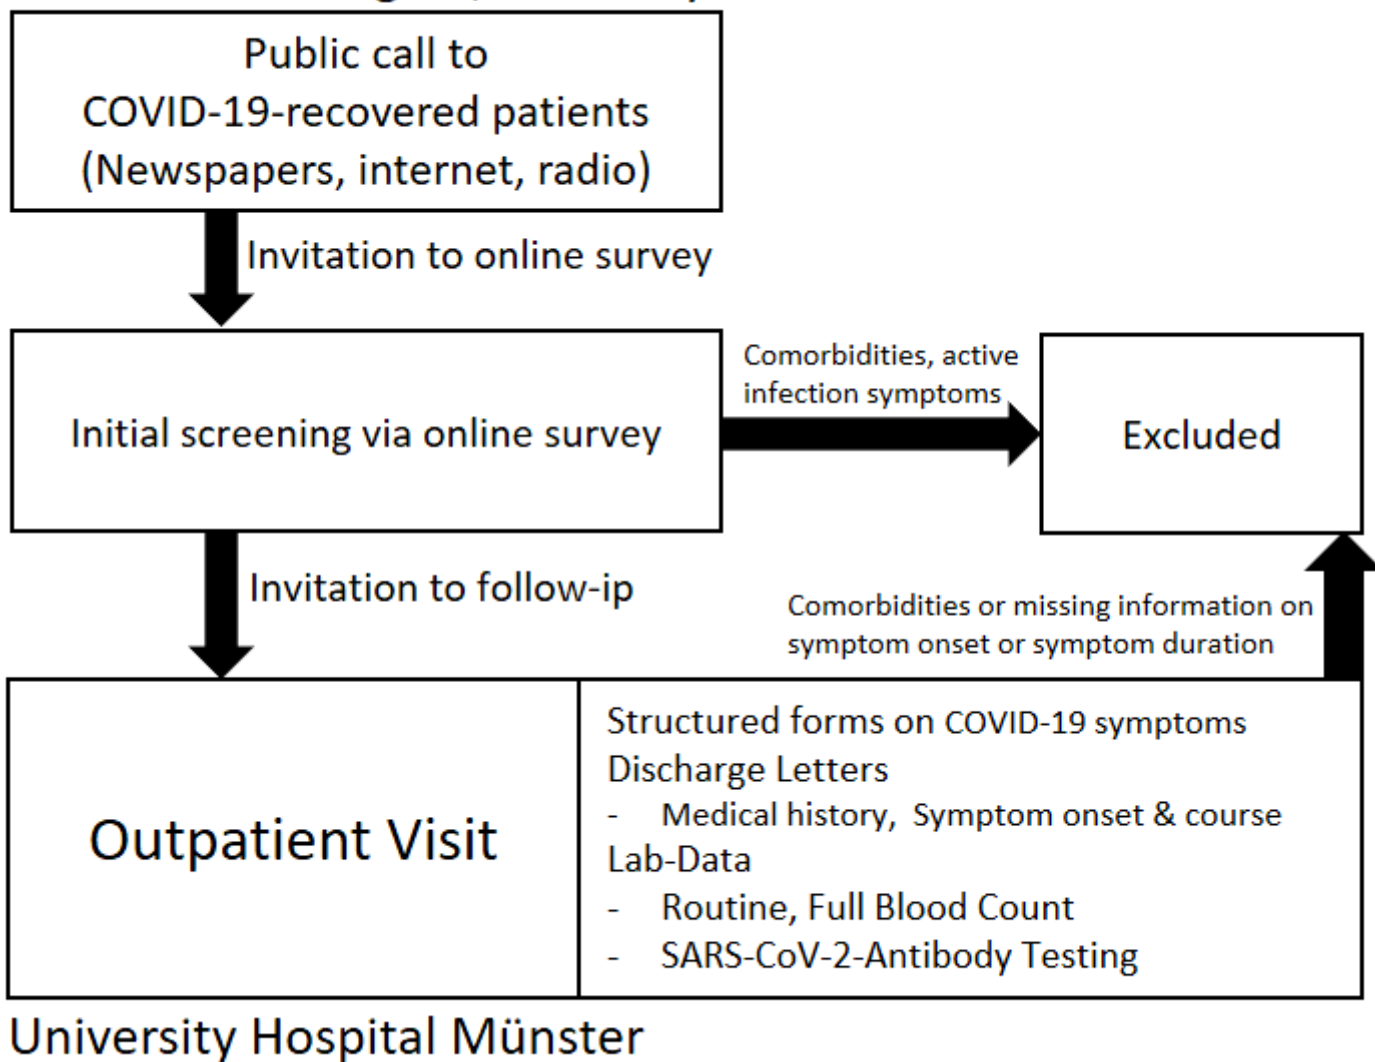 Public call to
COVID-19-recovered patients
(Newspapers, internet, radio)
Invitation to online survey
Initial screening via online survey
Comorbidities, active
infection symptoms
Excluded
Invitation to follow-ip
Comorbidities or missing information on
symptom onset or symptom duration
Outpatient Visit
Structured forms on COVID-19 symptoms
Discharge Letters
- Medical history, Symptom onset & course
Lab-Data
- Routine, Full Blood Count
- SARS-CoV-2-Antibody Testing
University Hospital Münster